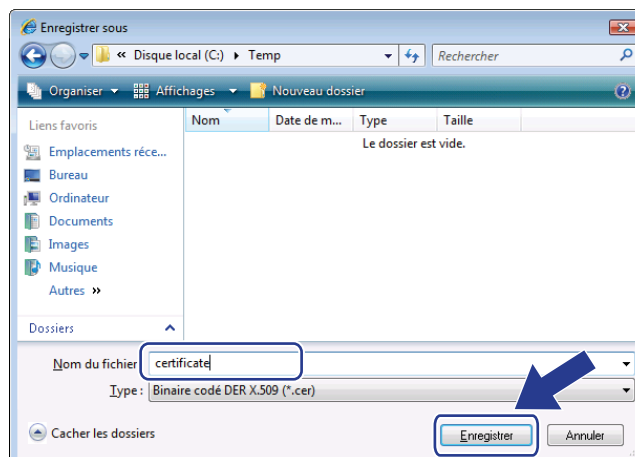 Enregistrer sous
« Disque local (C:) Temp Rechercher
Organiser Affichages Nouveau dossier
Liens favoris
Emplacements réce...
Bureau
Ordinateur
Documents
Images
Musique
Autres »
Dossiers
Nom Date de m... Type Taille
Le dossier est vide.
Nom du fichier : certificate
Type : Binaire codé DER X.509 (*.cer)
Cacher les dossiers Enregistrer Annuler